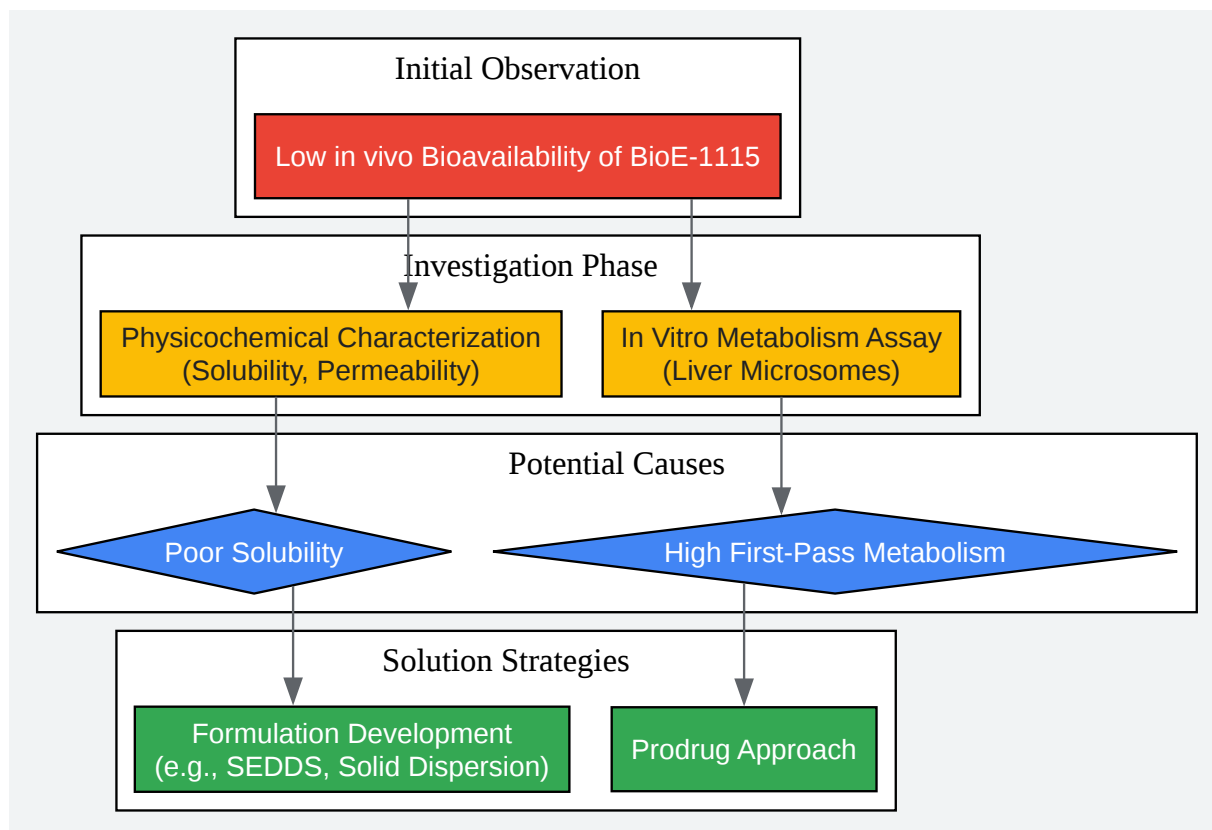 Initial Observation
Low in vivo Bioavailability of BioE-1115
Investigation Phase
Physicochemical Characterization
(Solubility, Permeability)
In Vitro Metabolism Assay
(Liver Microsomes)
Potential Causes
Poor Solubility
High First-Pass Metabolism
Solution Strategies
Formulation Development
(e.g., SEDDS, Solid Dispersion)
Prodrug Approach